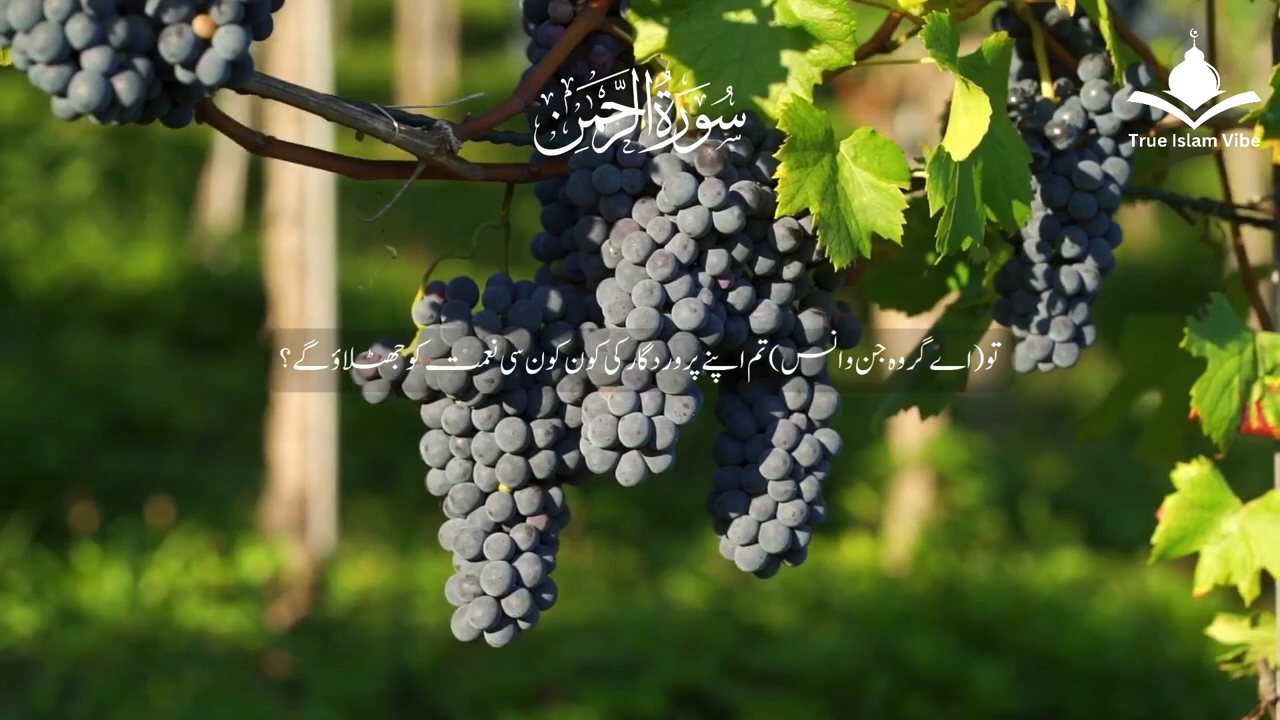 سُورَةُ الرَّحْمٰن
True Islam Vibe
تو (اے گروہ جن وانس) تم اپنے پروردگار کی کون کون سی نعمت کو جھٹلاؤ گے؟